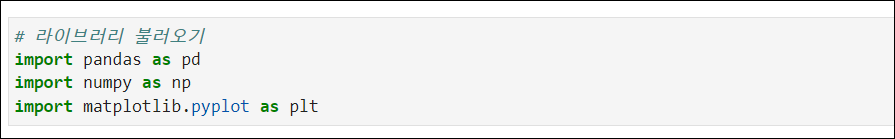 # 라이브러리 불러오기
import pandas as pd
import numpy as np
import matplotlib.pyplot as plt